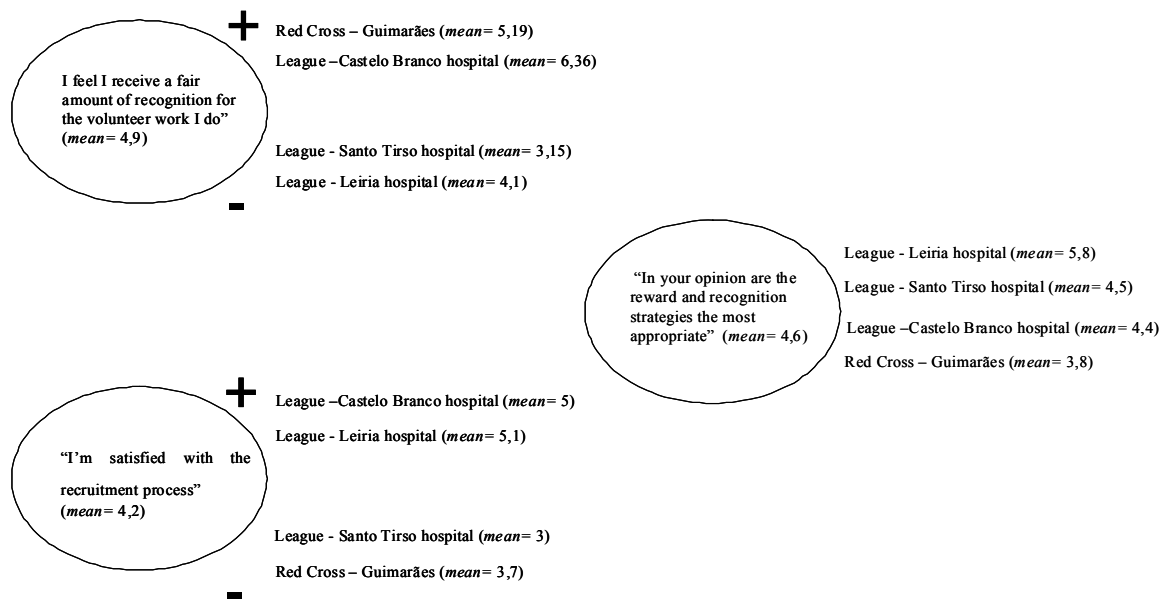 +
Red Cross – Guimarães (mean= 5,19)
League –Castelo Branco hospital (mean= 6,36)
I feel I receive a fair
amount of recognition for
the volunteer work I do”
(mean= 4,9)
League - Santo Tirso hospital (mean= 3,15)
League - Leiria hospital (mean= 4,1)
-
“In your opinion are the
reward and recognition
strategies the most
appropriate” (mean= 4,6)
League - Leiria hospital (mean= 5,8)
League - Santo Tirso hospital (mean= 4,5)
League –Castelo Branco hospital (mean= 4,4)
Red Cross – Guimarães (mean= 3,8)
+
League –Castelo Branco hospital (mean= 5)
League - Leiria hospital (mean= 5,1)
“I’m satisfied with the
recruitment process”
(mean= 4,2)
League - Santo Tirso hospital (mean= 3)
Red Cross – Guimarães (mean= 3,7)
-